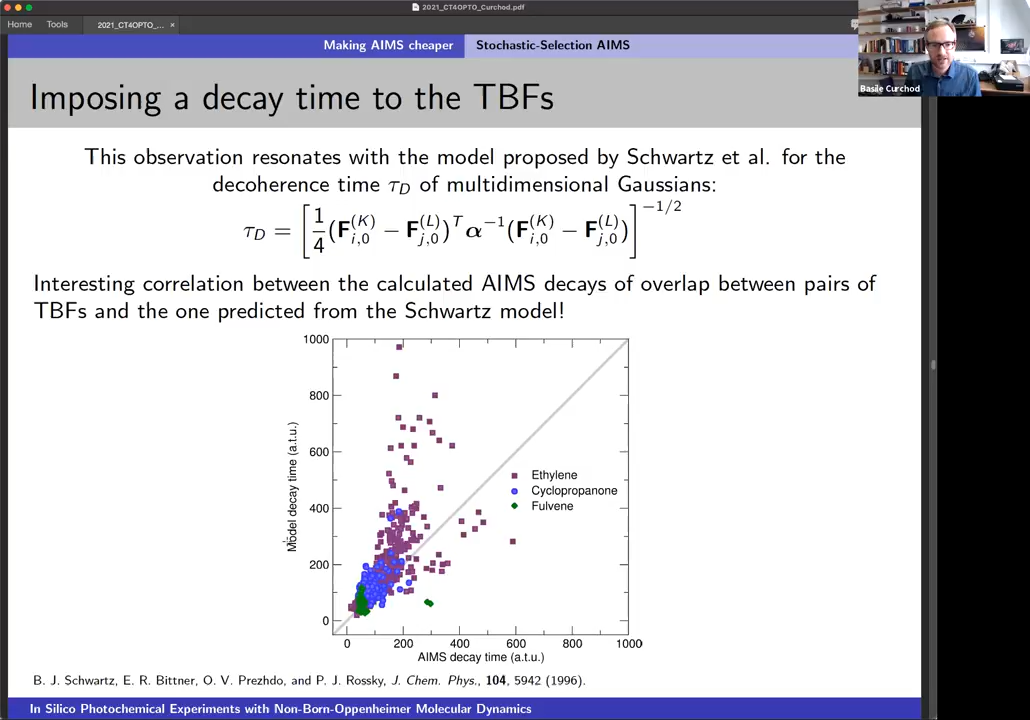 2021_CT4OPTO_Curchod.pdf
Home Tools 2021_CT4OPTO_... ×
Making AIMS cheaper Stochastic-Selection AIMS
Basile Curchod
Imposing a decay time to the TBFs
This observation resonates with the model proposed by Schwartz et al. for the
decoherence time τ_D of multidimensional Gaussians:
τ_D = [1/4 (F_{i,0}^{(K)} − F_{j,0}^{(L)})^T α^{−1} (F_{i,0}^{(K)} − F_{j,0}^{(L)})]^{−1/2}
Interesting correlation between the calculated AIMS decays of overlap between pairs of
TBFs and the one predicted from the Schwartz model!
1000
800
600
400
200
0
Model decay time (a.t.u.)
Ethylene
Cyclopropanone
Fulvene
0 200 400 600 800 1000
AIMS decay time (a.t.u.)
B. J. Schwartz, E. R. Bittner, O. V. Prezhdo, and P. J. Rossky, J. Chem. Phys., 104, 5942 (1996).
In Silico Photochemical Experiments with Non-Born-Oppenheimer Molecular Dynamics